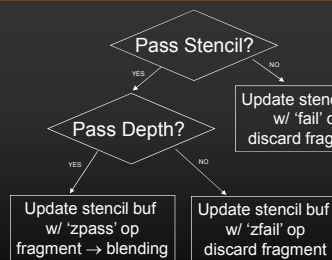 Pass Stencil?
YES
NO
Update stenc
w/ 'fail' o
discard frag
Pass Depth?
YES
NO
Update stencil buf
w/ 'zpass' op
fragment → blending
Update stencil buf
w/ 'zfail' op
discard fragment